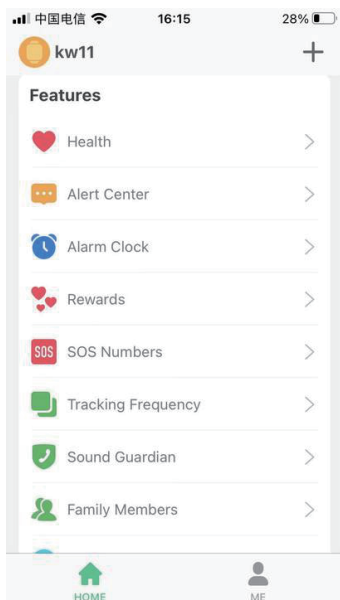 中国电信 16:15 28%
kw11
Features
Health
Alert Center
Alarm Clock
Rewards
SOS SOS Numbers
Tracking Frequency
Sound Guardian
Family Members
HOME ME